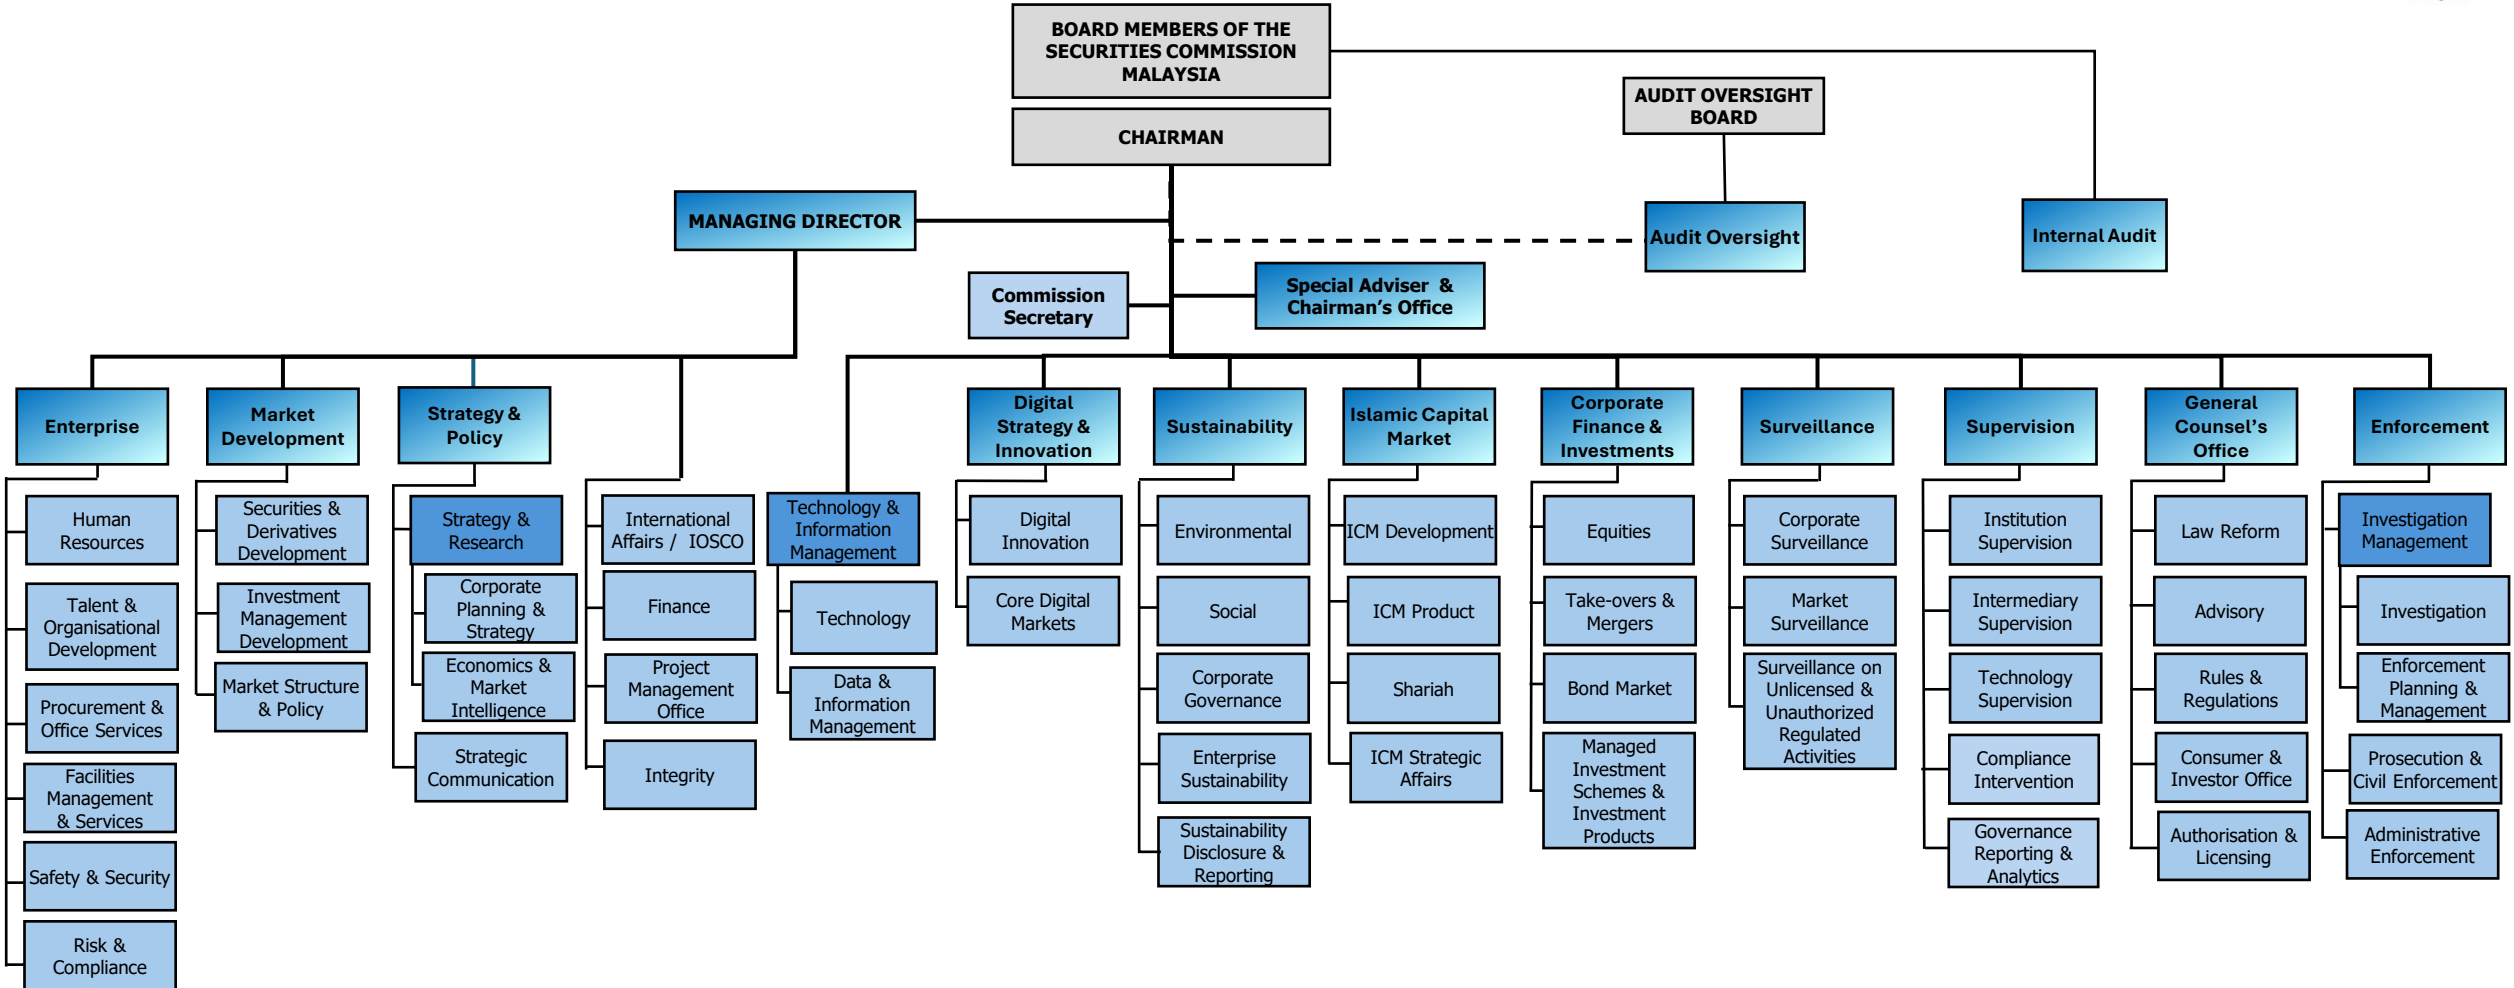 BOARD MEMBERS OF THE
SECURITIES COMMISSION
MALAYSIA
CHAIRMAN
AUDIT OVERSIGHT
BOARD
MANAGING DIRECTOR
Audit Oversight
Internal Audit
Commission
Secretary
Special Adviser &
Chairman’s Office
Enterprise
Human
Resources
Talent &
Organisational
Development
Procurement &
Office Services
Facilities
Management
& Services
Safety & Security
Risk &
Compliance
Market
Development
Securities &
Derivatives
Development
Investment
Management
Development
Market Structure
& Policy
Strategy &
Policy
Strategy &
Research
Corporate
Planning &
Strategy
Economics &
Market
Intelligence
Strategic
Communication
International
Affairs / IOSCO
Finance
Project
Management
Office
Integrity
Technology &
Information
Management
Technology
Data &
Information
Management
Digital
Strategy &
Innovation
Digital
Innovation
Core Digital
Markets
Sustainability
Environmental
Social
Corporate
Governance
Enterprise
Sustainability
Sustainability
Disclosure &
Reporting
Islamic Capital
Market
ICM Development
ICM Product
Shariah
ICM Strategic
Affairs
Corporate
Finance &
Investments
Equities
Take-overs &
Mergers
Bond Market
Managed
Investment
Schemes &
Investment
Products
Surveillance
Corporate
Surveillance
Market
Surveillance
Surveillance on
Unlicensed &
Unauthorized
Regulated
Activities
Supervision
Institution
Supervision
Intermediary
Supervision
Technology
Supervision
Compliance
Intervention
Governance
Reporting &
Analytics
General
Counsel’s
Office
Law Reform
Advisory
Rules &
Regulations
Consumer &
Investor Office
Authorisation &
Licensing
Enforcement
Investigation
Management
Investigation
Enforcement
Planning &
Management
Prosecution &
Civil Enforcement
Administrative
Enforcement